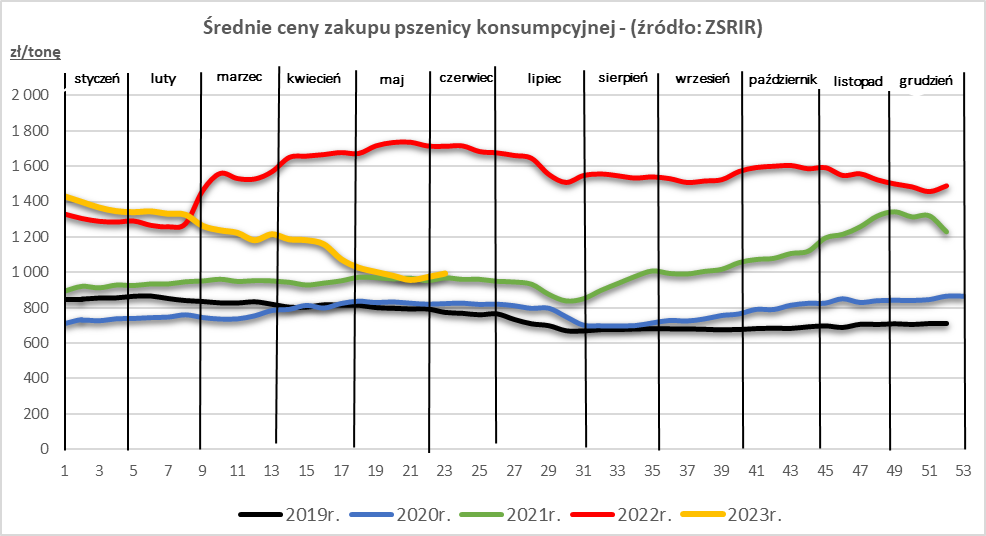 Średnie ceny zakupu pszenicy konsumpcyjnej - (źródło: ZSRIR)
zł/tonę
styczeń luty marzec kwiecień maj czerwiec lipiec sierpień wrzesień październik listopad grudzień
2 000
1 800
1 600
1 400
1 200
1 000
800
600
400
200
0
1 3 5 7 9 11 13 15 17 19 21 23 25 27 29 31 33 35 37 39 41 43 45 47 49 51 53
2019r. 2020r. 2021r. 2022r. 2023r.